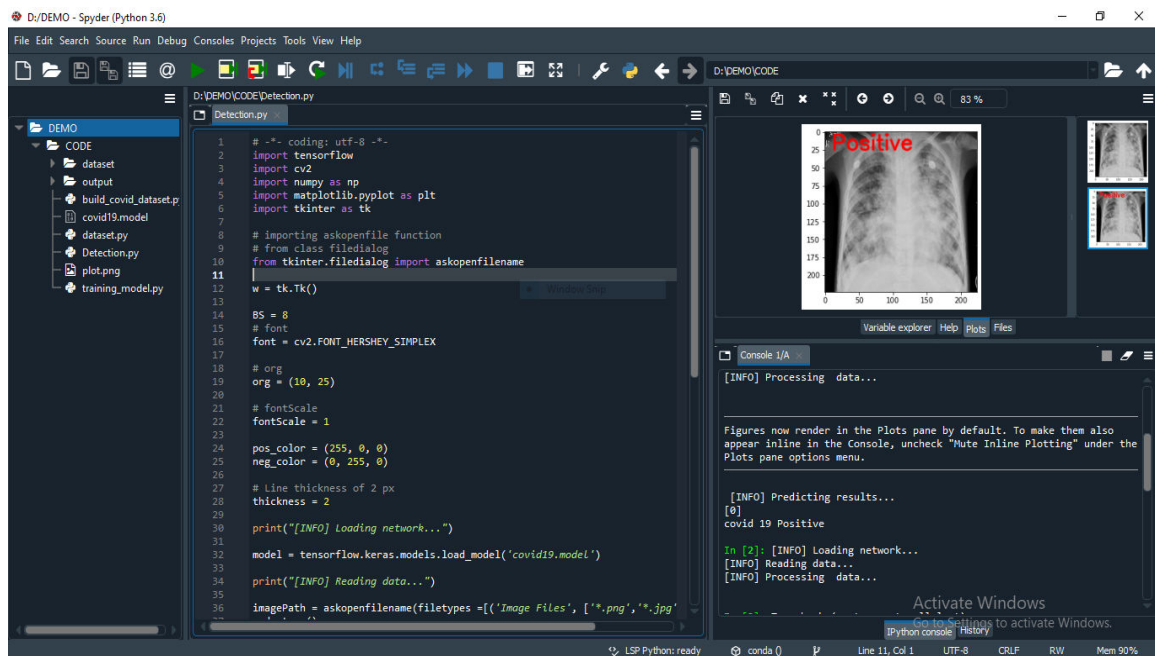 D:/DEMO - Spyder (Python 3.6)
File Edit Search Source Run Debug Consoles Projects Tools View Help
D:\DEMO\CODE
D:\DEMO\CODE\Detection.py
Detection.py
DEMO
CODE
dataset
output
build_covid_dataset.p
covid19.model
dataset.py
Detection.py
plot.png
training_model.py
1 # -*- coding: utf-8 -*-
2 import tensorflow
3 import cv2
4 import numpy as np
5 import matplotlib.pyplot as plt
6 import tkinter as tk
7
8 # importing askopenfile function
9 # from class filedialog
10 from tkinter.filedialog import askopenfilename
11
12 w = tk.Tk()
13
14 BS = 8
15 # font
16 font = cv2.FONT_HERSHEY_SIMPLEX
17
18 # org
19 org = (10, 25)
20
21 # fontScale
22 fontScale = 1
23
24 pos_color = (255, 0, 0)
25 neg_color = (0, 255, 0)
26
27 # Line thickness of 2 px
28 thickness = 2
29
30 print("[INFO] Loading network...")
31
32 model = tensorflow.keras.models.load_model('covid19.model')
33
34 print("[INFO] Reading data...")
35
36 imagePath = askopenfilename(filetypes =[('Image Files', ['*.png','*.jpg'
Window Snip
83 %
Positive
0
25
50
75
100
125
150
175
200
0 50 100 150 200
Variable explorer Help Plots Files
Console 1/A
[INFO] Processing data...
Figures now render in the Plots pane by default. To make them also
appear inline in the Console, uncheck "Mute Inline Plotting" under the
Plots pane options menu.
[INFO] Predicting results...
[0]
covid 19 Positive
In [2]: [INFO] Loading network...
[INFO] Reading data...
[INFO] Processing data...
Activate Windows
Go to Settings to activate Windows.
IPython console History
LSP Python: ready conda () Line 11, Col 1 UTF-8 CRLF RW Mem 90%